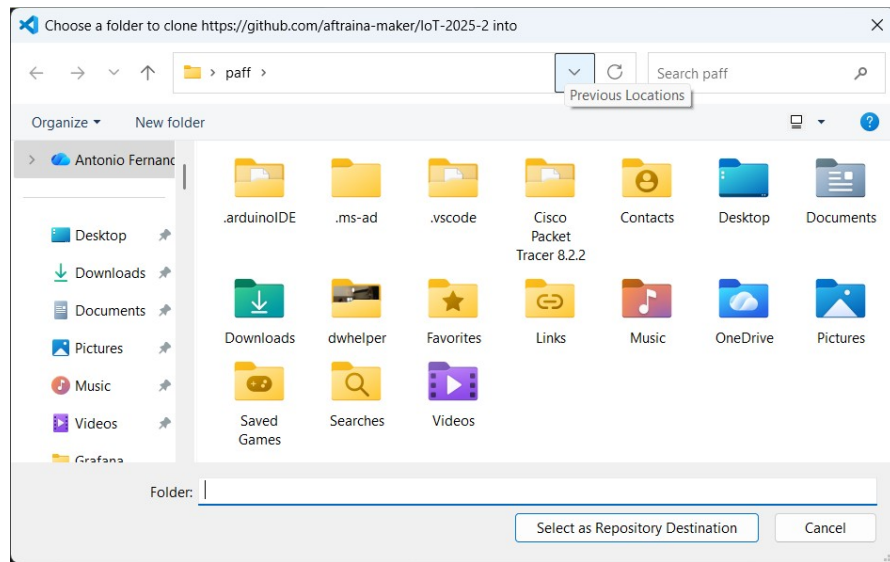 Choose a folder to clone https://github.com/aftraina-maker/IoT-2025-2 into
paff
Search paff
Previous Locations
Organize
New folder
Antonio Fernanc
Desktop
Downloads
Documents
Pictures
Music
Videos
Grafana
.arduinoIDE
.ms-ad
.vscode
Cisco
Packet
Tracer 8.2.2
Contacts
Desktop
Documents
Downloads
dwhelper
Favorites
Links
Music
OneDrive
Pictures
Saved
Games
Searches
Videos
Folder:
Select as Repository Destination
Cancel